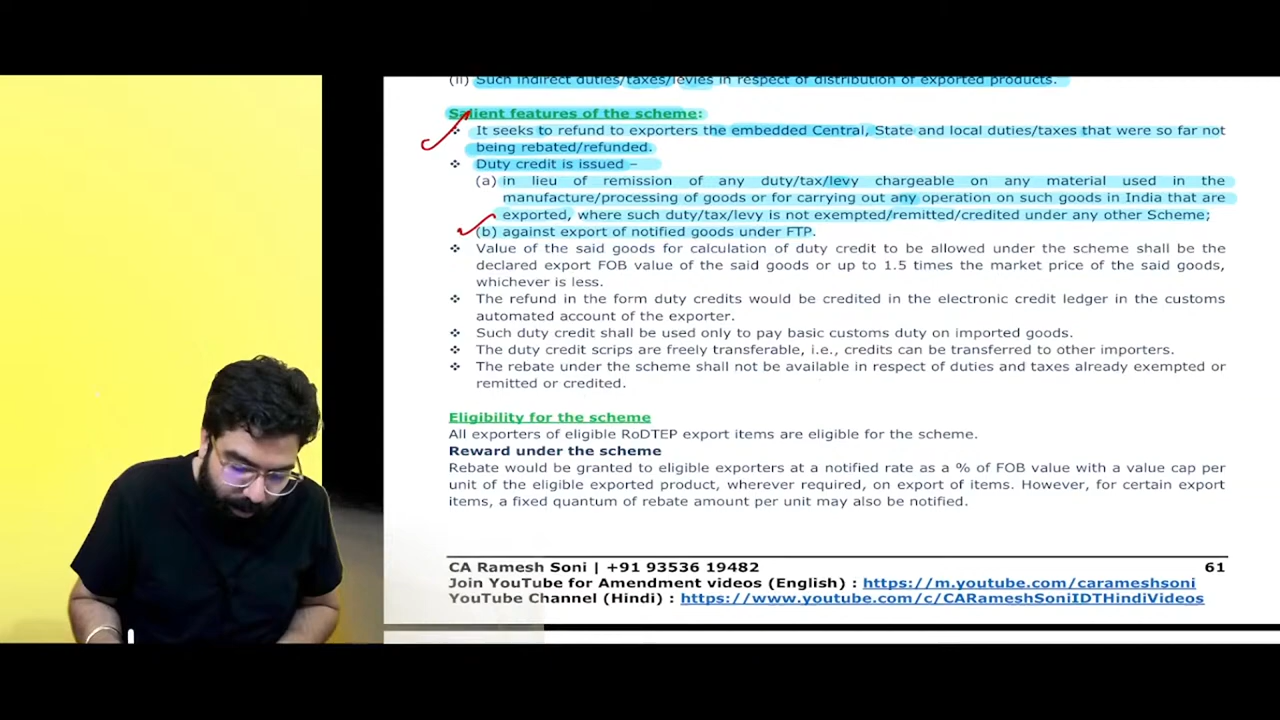 (ii) Such indirect duties/taxes/levies in respect of distribution of exported products.
Salient features of the scheme:
❖ It seeks to refund to exporters the embedded Central, State and local duties/taxes that were so far not
being rebated/refunded.
❖ Duty credit is issued –
(a) in lieu of remission of any duty/tax/levy chargeable on any material used in the
manufacture/processing of goods or for carrying out any operation on such goods in India that are
exported, where such duty/tax/levy is not exempted/remitted/credited under any other Scheme;
(b) against export of notified goods under FTP.
❖ Value of the said goods for calculation of duty credit to be allowed under the scheme shall be the
declared export FOB value of the said goods or up to 1.5 times the market price of the said goods,
whichever is less.
❖ The refund in the form duty credits would be credited in the electronic credit ledger in the customs
automated account of the exporter.
❖ Such duty credit shall be used only to pay basic customs duty on imported goods.
❖ The duty credit scrips are freely transferable, i.e., credits can be transferred to other importers.
❖ The rebate under the scheme shall not be available in respect of duties and taxes already exempted or
remitted or credited.
Eligibility for the scheme
All exporters of eligible RoDTEP export items are eligible for the scheme.
Reward under the scheme
Rebate would be granted to eligible exporters at a notified rate as a % of FOB value with a value cap per
unit of the eligible exported product, wherever required, on export of items. However, for certain export
items, a fixed quantum of rebate amount per unit may also be notified.
CA Ramesh Soni | +91 93536 19482 61
Join YouTube for Amendment videos (English) : https://m.youtube.com/carameshsoni
YouTube Channel (Hindi) : https://www.youtube.com/c/CARameshSoniIDTHindiVideos